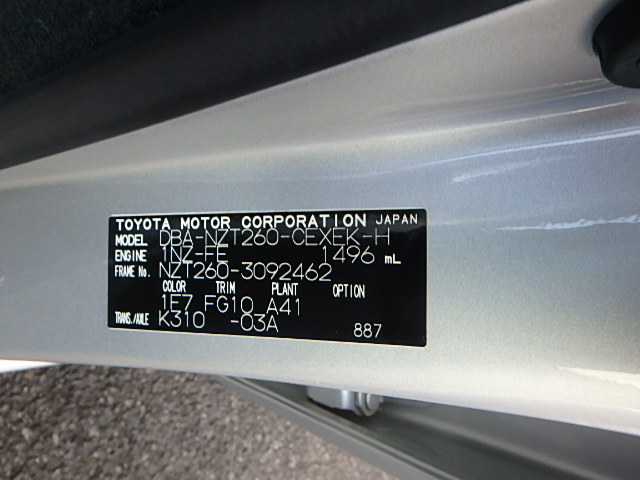 TOYOTA MOTOR CORPORATION JAPAN
MODEL DBA-NZT260-CEXEK-H
ENGINE 1NZ-FE 1496 mL
FRAME No. NZT260-3092462
COLOR TRIM PLANT OPTION
1E7 FG10 A41
TRANS./AXLE K310 -03A
887